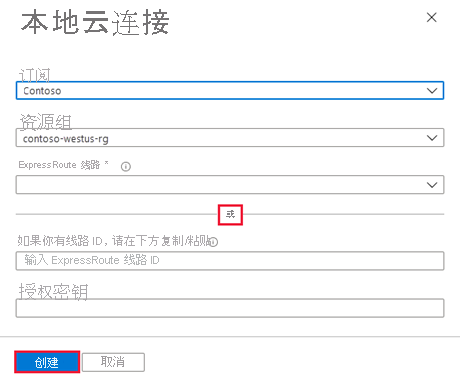 本地云连接
订阅
Contoso
资源组
contoso-westus-rg
ExpressRoute 线路 *
或
如果你有线路 ID，请在下方复制/粘贴
输入 ExpressRoute 线路 ID
授权密钥
创建
取消